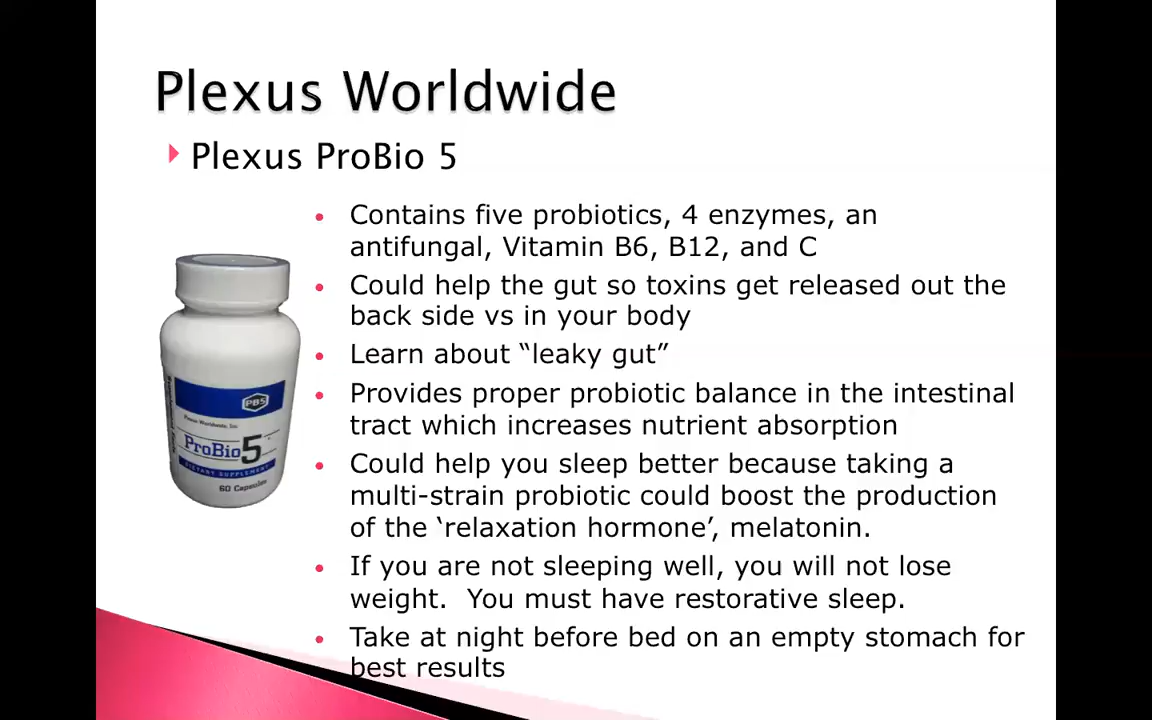 Plexus Worldwide
Plexus ProBio 5
Contains five probiotics, 4 enzymes, an
antifungal, Vitamin B6, B12, and C
Could help the gut so toxins get released out the
back side vs in your body
Learn about “leaky gut”
Provides proper probiotic balance in the intestinal
tract which increases nutrient absorption
Could help you sleep better because taking a
multi-strain probiotic could boost the production
of the ‘relaxation hormone’, melatonin.
If you are not sleeping well, you will not lose
weight.  You must have restorative sleep.
Take at night before bed on an empty stomach for
best results
PBS
Plexus Worldwide, Inc
ProBio5
DIETARY SUPPLEMENT
60 Capsules